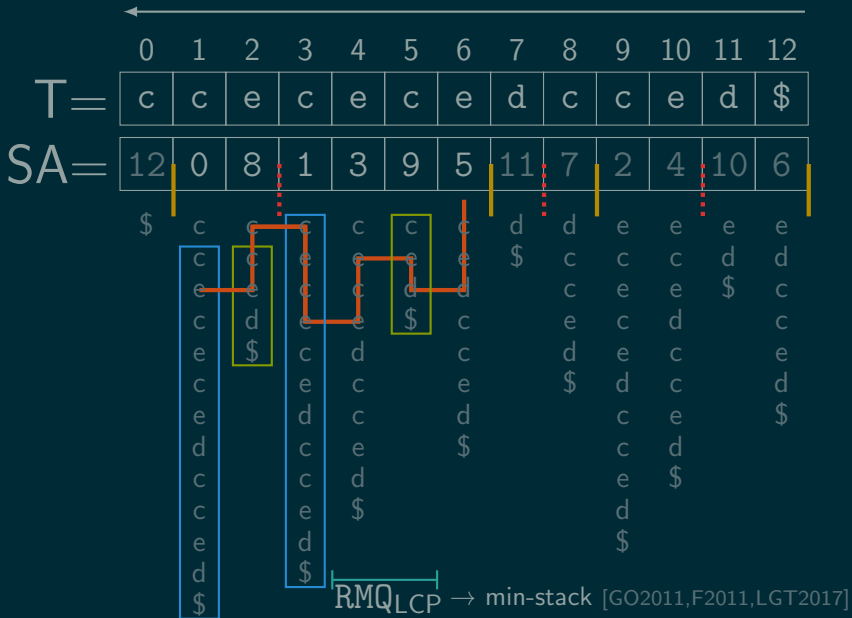 0 1 2 3 4 5 6 7 8 9 10 11 12
T= c c e c e c e d c c e d $
SA= 12 0 8 1 3 9 5 11 7 2 4 10 6
$ c c c c c c d d e e e e
c c e e e e $ c c c d d
e e c c d d c e e $ c
c d e e $ c e c d c
e $ c d c d e c e
c e c e $ d c d
e d c d c e $
d c e $ c d
c c d e $
c e $ d
e d $
d $
$
RMQLCP → min-stack [GO2011,F2011,LGT2017]